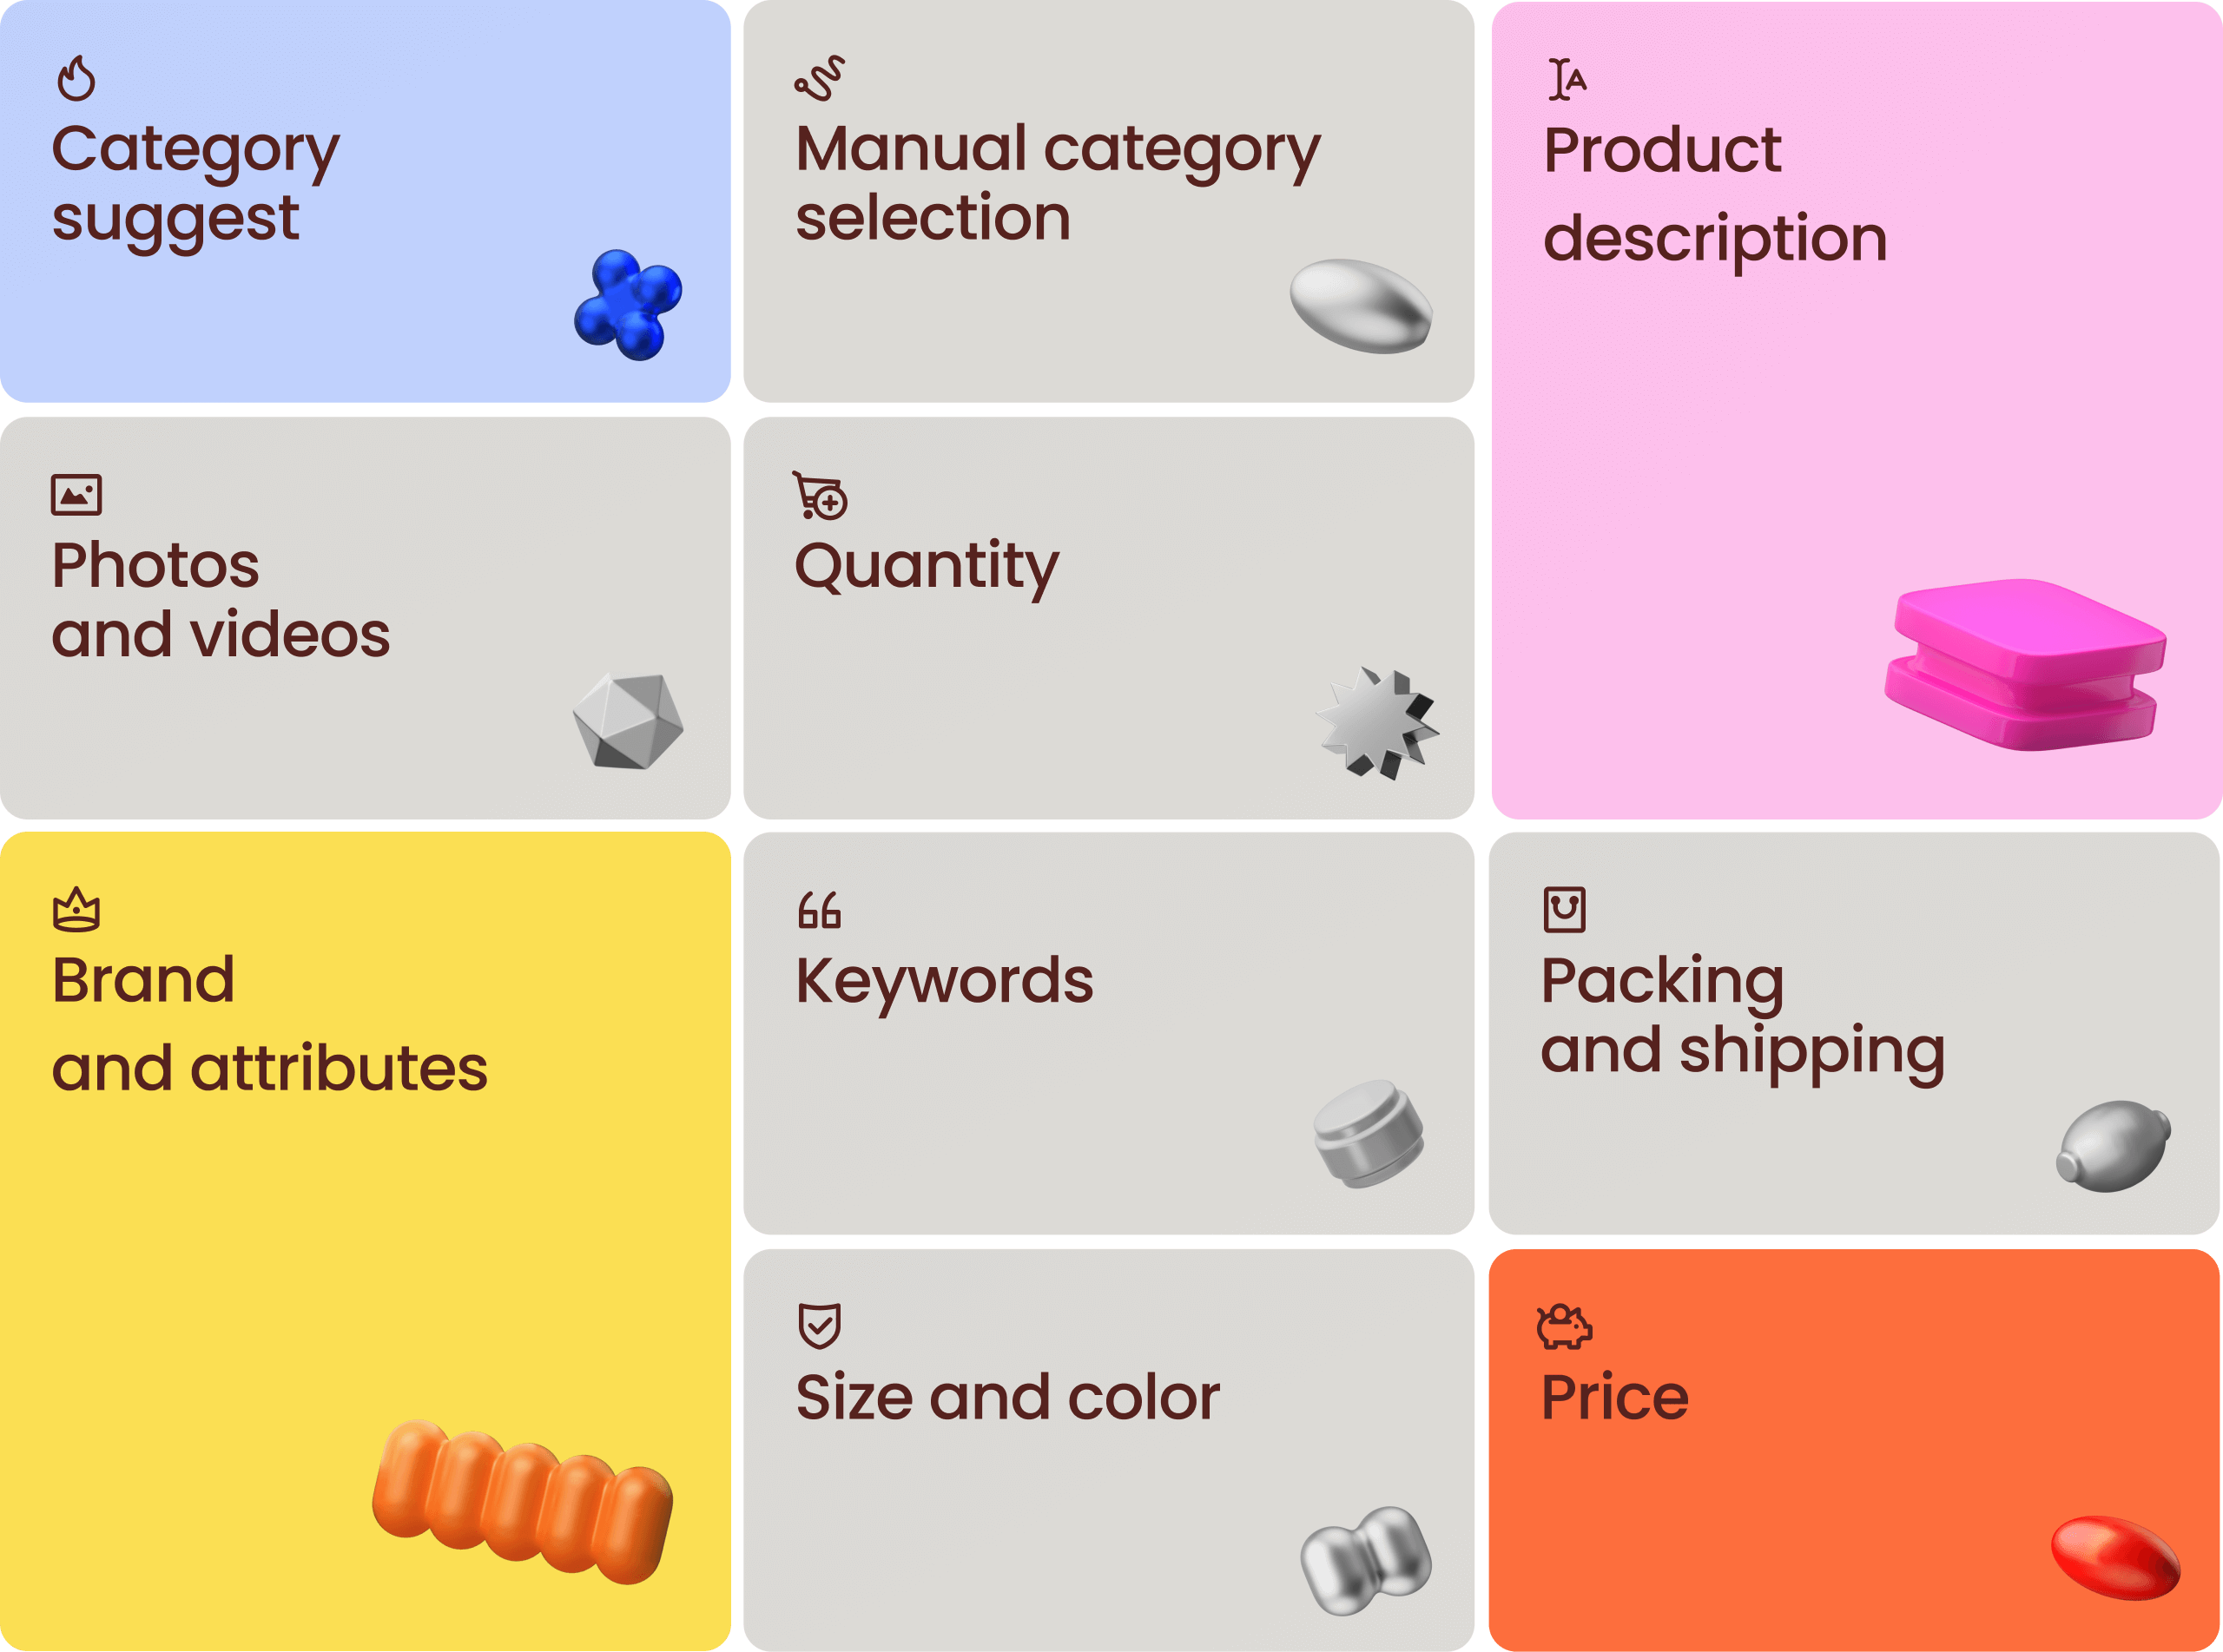 Category
suggest
Manual category
selection
Product
description
Photos
and videos
Quantity
Brand
and attributes
Keywords
Packing
and shipping
Size and color
Price